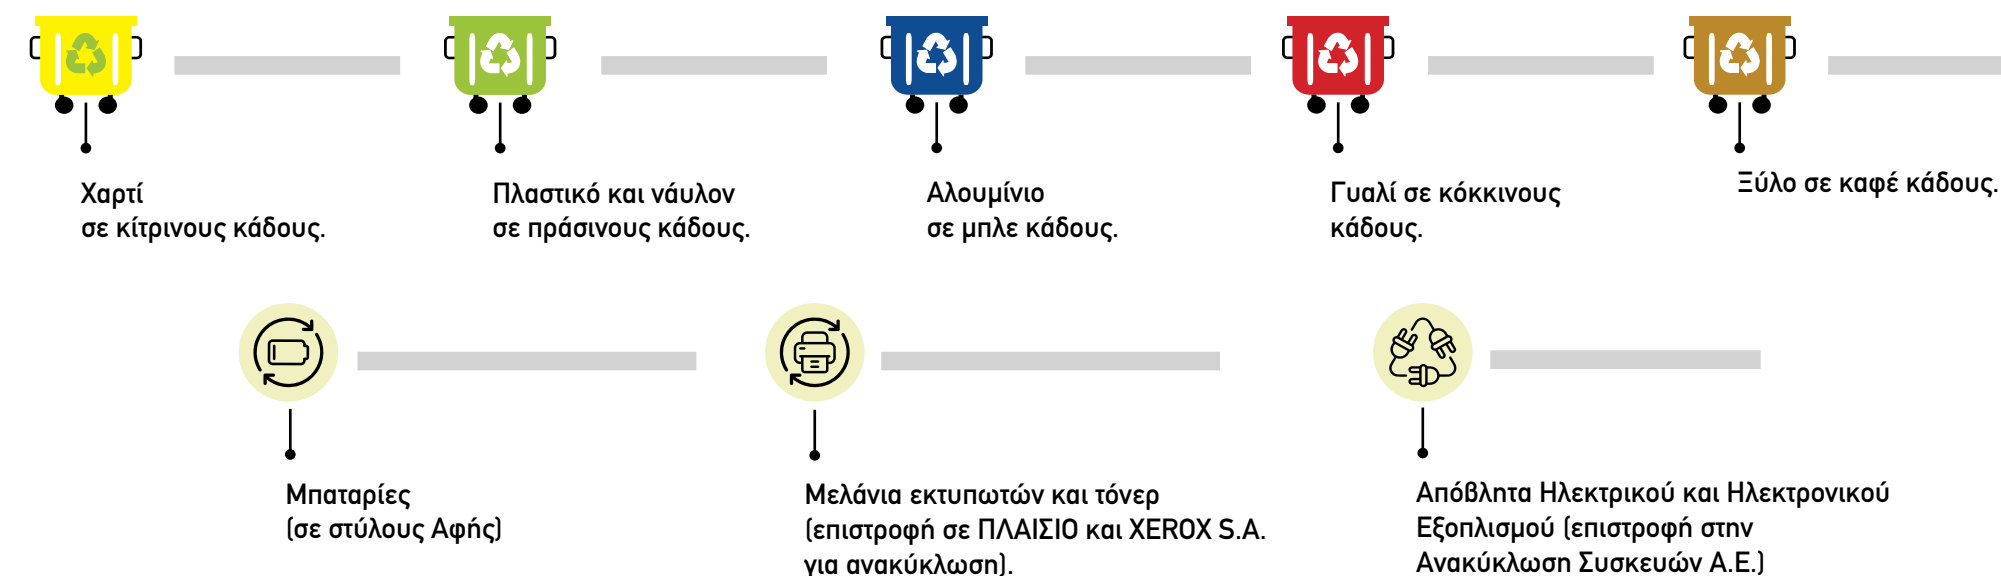 Χαρτί
σε κίτρινους κάδους.
Πλαστικό και νάυλον
σε πράσινους κάδους.
Αλουμίνιο
σε μπλε κάδους.
Γυαλί σε κόκκινους
κάδους.
Ξύλο σε καφέ κάδους.
Μπαταρίες
(σε στύλους Αφής)
Μελάνια εκτυπωτών και τόνερ
(επιστροφή σε ΠΛΑΙΣΙΟ και XEROX S.A.
για ανακύκλωση).
Απόβλητα Ηλεκτρικού και Ηλεκτρονικού
Εξοπλισμού (επιστροφή στην
Ανακύκλωση Συσκευών Α.Ε.)